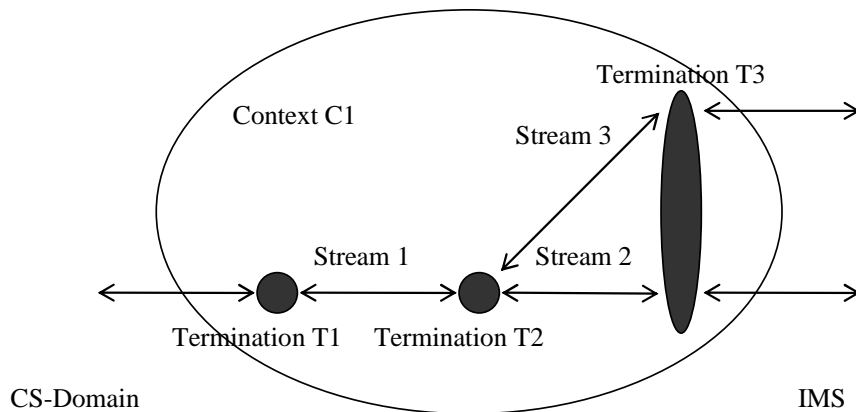 Termination T3
Context C1
Stream 3
Stream 1
Stream 2
Termination T1
Termination T2
CS-Domain
IMS